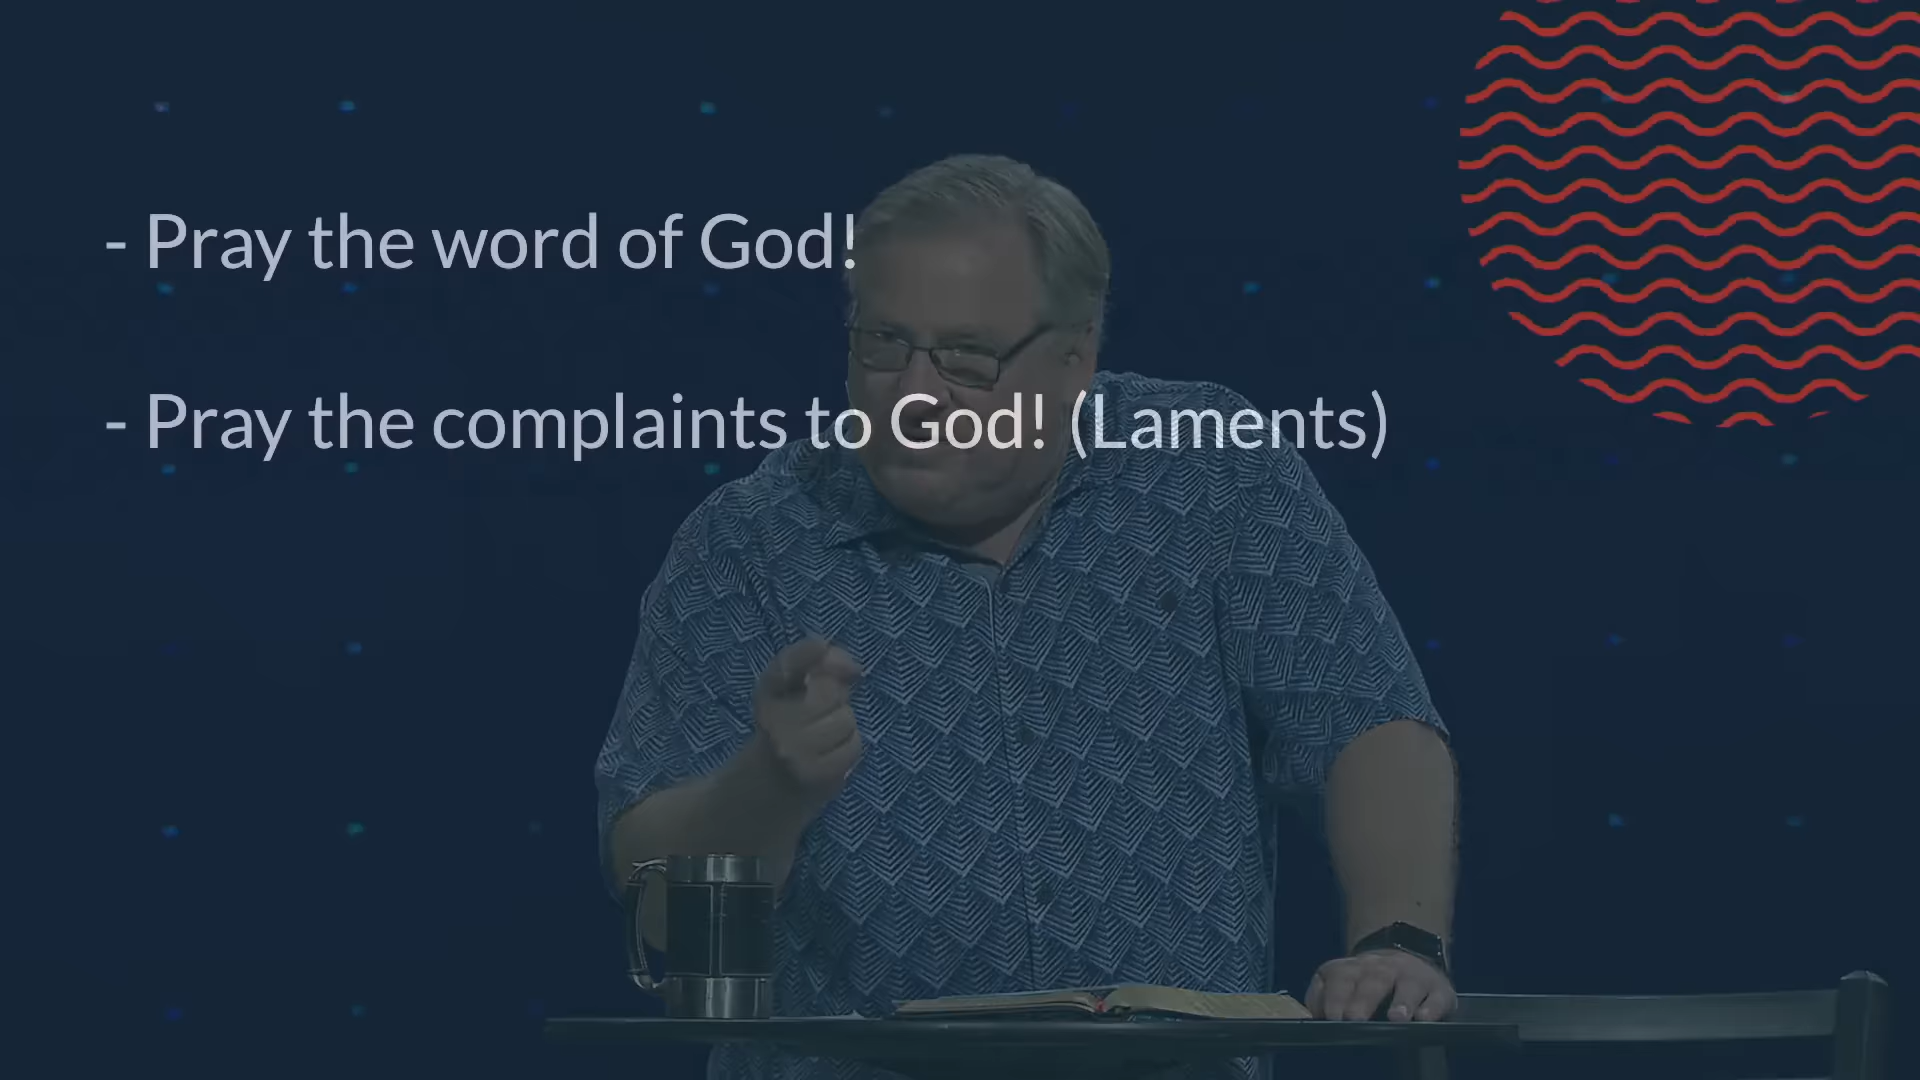 - Pray the word of God!
- Pray the complaints to God! (Laments)